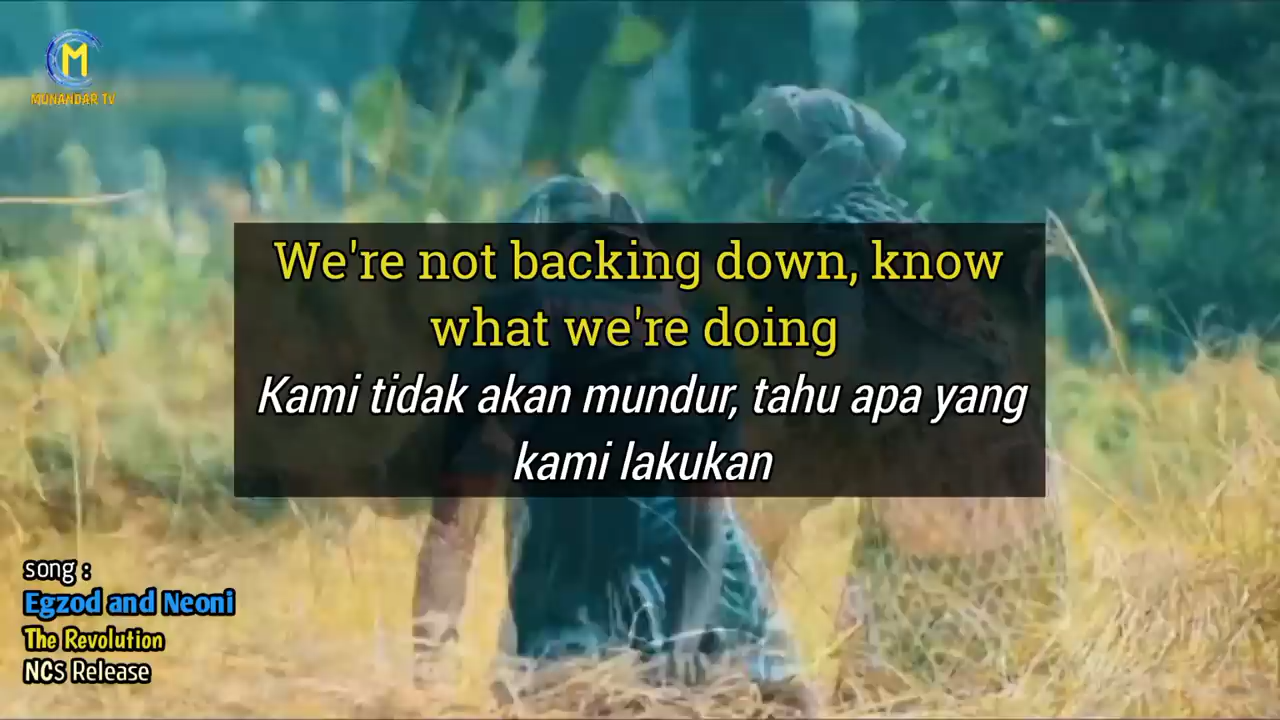 M
MUNANDAR TV
We're not backing down, know
what we're doing
Kami tidak akan mundur, tahu apa yang
kami lakukan
song :
Egzod and Neoni
The Revolution
NCS Release